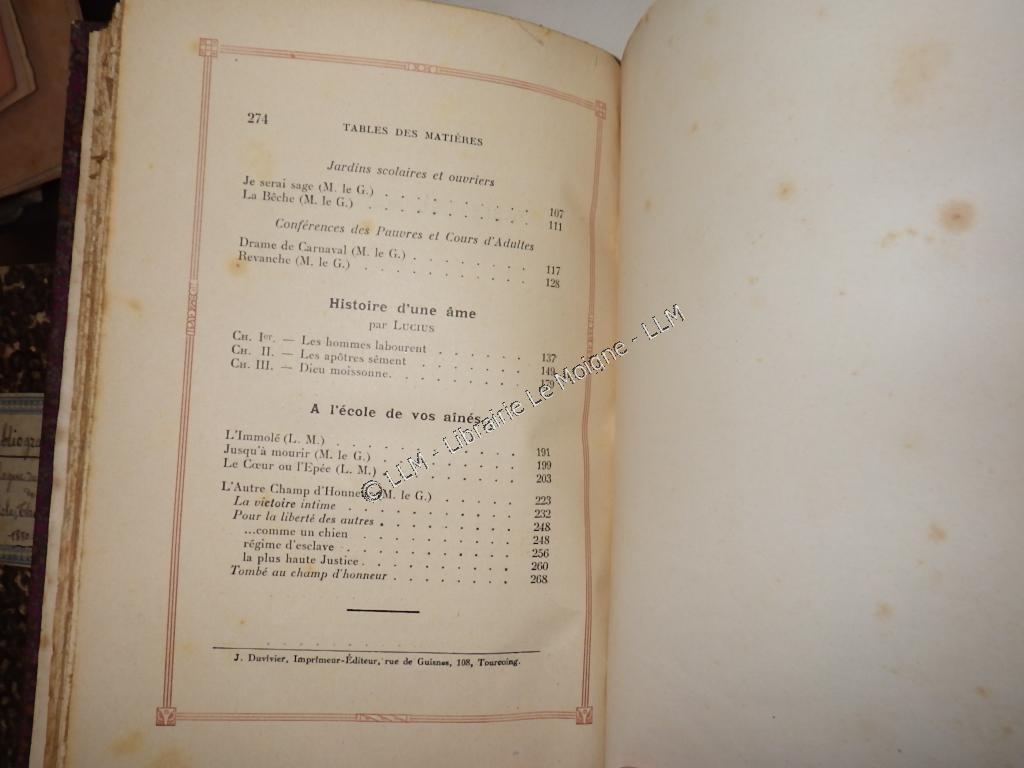 274
TABLES DES MATIÈRES
Jardins scolaires et ouvriers
Je serai sage (M. le G.) . . . . . . . . . . 107
La Bêche (M. le G.) . . . . . . . . . . . 111
Conférences des Pauvres et Cours d'Adultes
Drame de Carnaval (M. le G.) . . . . . . . . 117
Revanche (M. le G.) . . . . . . . . . . . 128
Histoire d'une âme
par LUCIUS
CH. Ier. — Les hommes labourent . . . . . . . 137
CH. II. — Les apôtres sèment . . . . . . . . 149
CH. III. — Dieu moissonne. . . . . . . . .
A l'école de vos aînés
L'Immolé (L. M.) . . . . . . . . . . . 191
Jusqu'à mourir (M. le G.) . . . . . . . . . 199
Le Cœur ou l'Epée (L. M.) . . . . . . . . . 203
L'Autre Champ d'Honneur (M. le G.) . . . . . . 223
La victoire intime . . . . . . . . . . . 232
Pour la liberté des autres . . . . . . . . . 248
...comme un chien . . . . . . . . . . 248
régime d'esclave . . . . . . . . . . . 256
la plus haute Justice . . . . . . . . . . 260
Tombé au champ d'honneur . . . . . . . . 268
J. Duvivier, Imprimeur-Éditeur, rue de Guisnes, 108, Tourcoing.
© LLM - Librairie Le Moigne - LLM